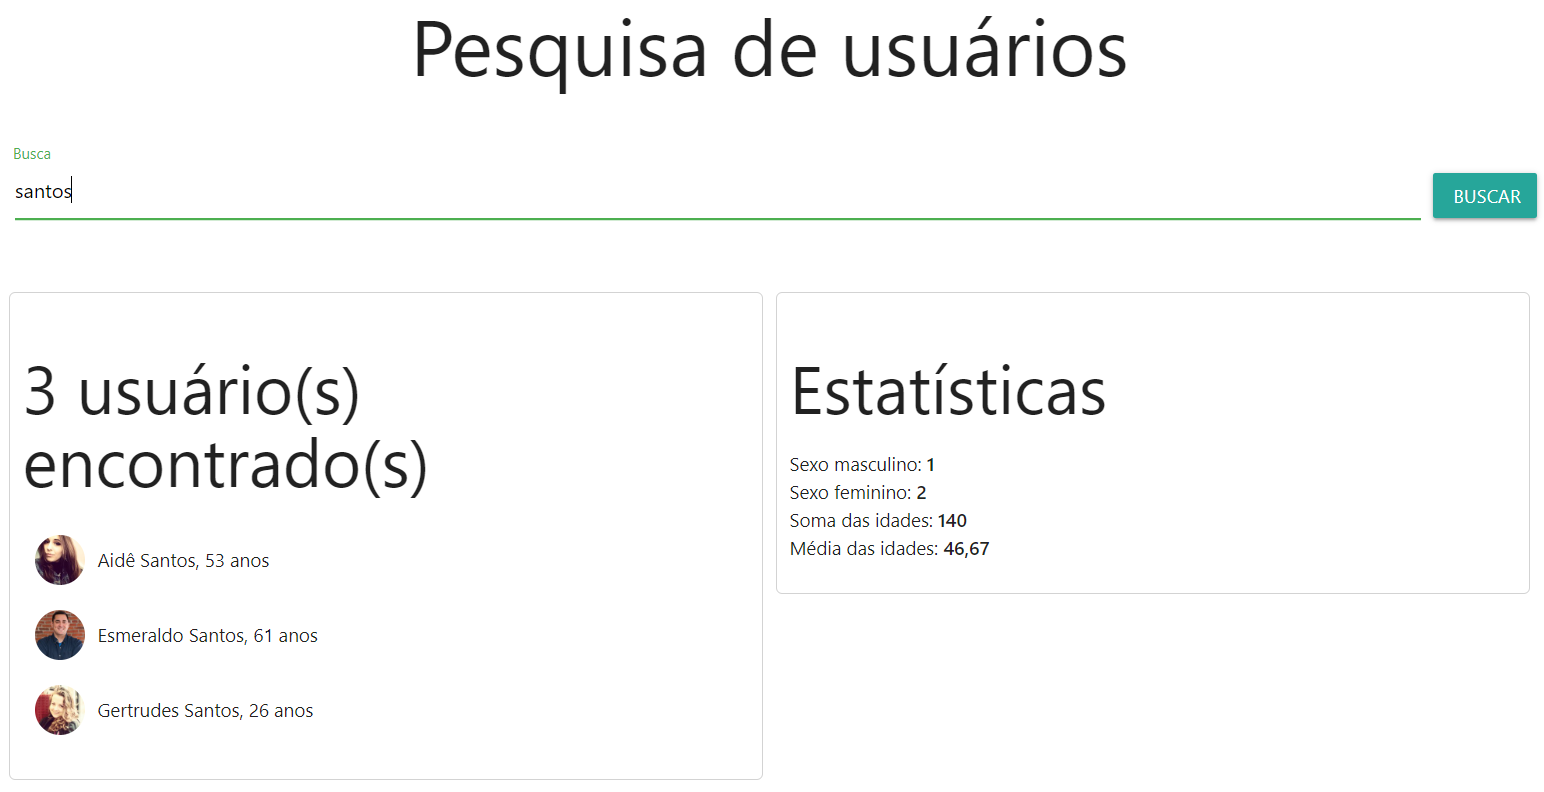 Pesquisa de usuários
Busca
santos
BUSCAR
3 usuário(s)
encontrado(s)
Aidê Santos, 53 anos
Esmeraldo Santos, 61 anos
Gertrudes Santos, 26 anos
Estatísticas
Sexo masculino: 1
Sexo feminino: 2
Soma das idades: 140
Média das idades: 46,67